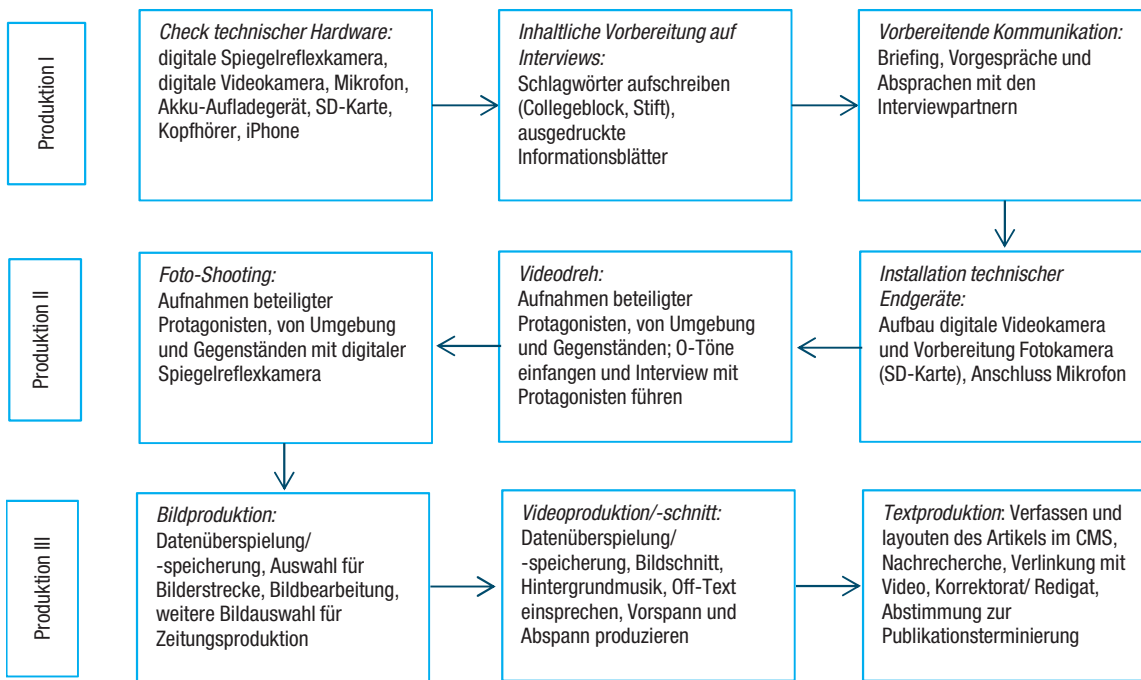 Produktion I
Check technischer Hardware:
digitale Spiegelreflexkamera,
digitale Videokamera, Mikrofon,
Akku-Aufladegerät, SD-Karte,
Kopfhörer, iPhone
Inhaltliche Vorbereitung auf
Interviews:
Schlagwörter aufschreiben
(Collegeblock, Stift),
ausgedruckte
Informationsblätter
Vorbereitende Kommunikation:
Briefing, Vorgespräche und
Absprachen mit den
Interviewpartnern
Produktion II
Foto-Shooting:
Aufnahmen beteiligter
Protagonisten, von Umgebung
und Gegenständen mit digitaler
Spiegelreflexkamera
Videodreh:
Aufnahmen beteiligter
Protagonisten, von Umgebung
und Gegenständen; O-Töne
einfangen und Interview mit
Protagonisten führen
Installation technischer
Endgeräte:
Aufbau digitale Videokamera
und Vorbereitung Fotokamera
(SD-Karte), Anschluss Mikrofon
Produktion III
Bildproduktion:
Datenüberspielung/
-speicherung, Auswahl für
Bilderstrecke, Bildbearbeitung,
weitere Bildauswahl für
Zeitungsproduktion
Videoproduktion/-schnitt:
Datenüberspielung/
-speicherung, Bildschnitt,
Hintergrundmusik, Off-Text
einsprechen, Vorspann und
Abspann produzieren
Textproduktion: Verfassen und
layouten des Artikels im CMS,
Nachrecherche, Verlinkung mit
Video, Korrektorat/ Redigat,
Abstimmung zur
Publikationsterminierung